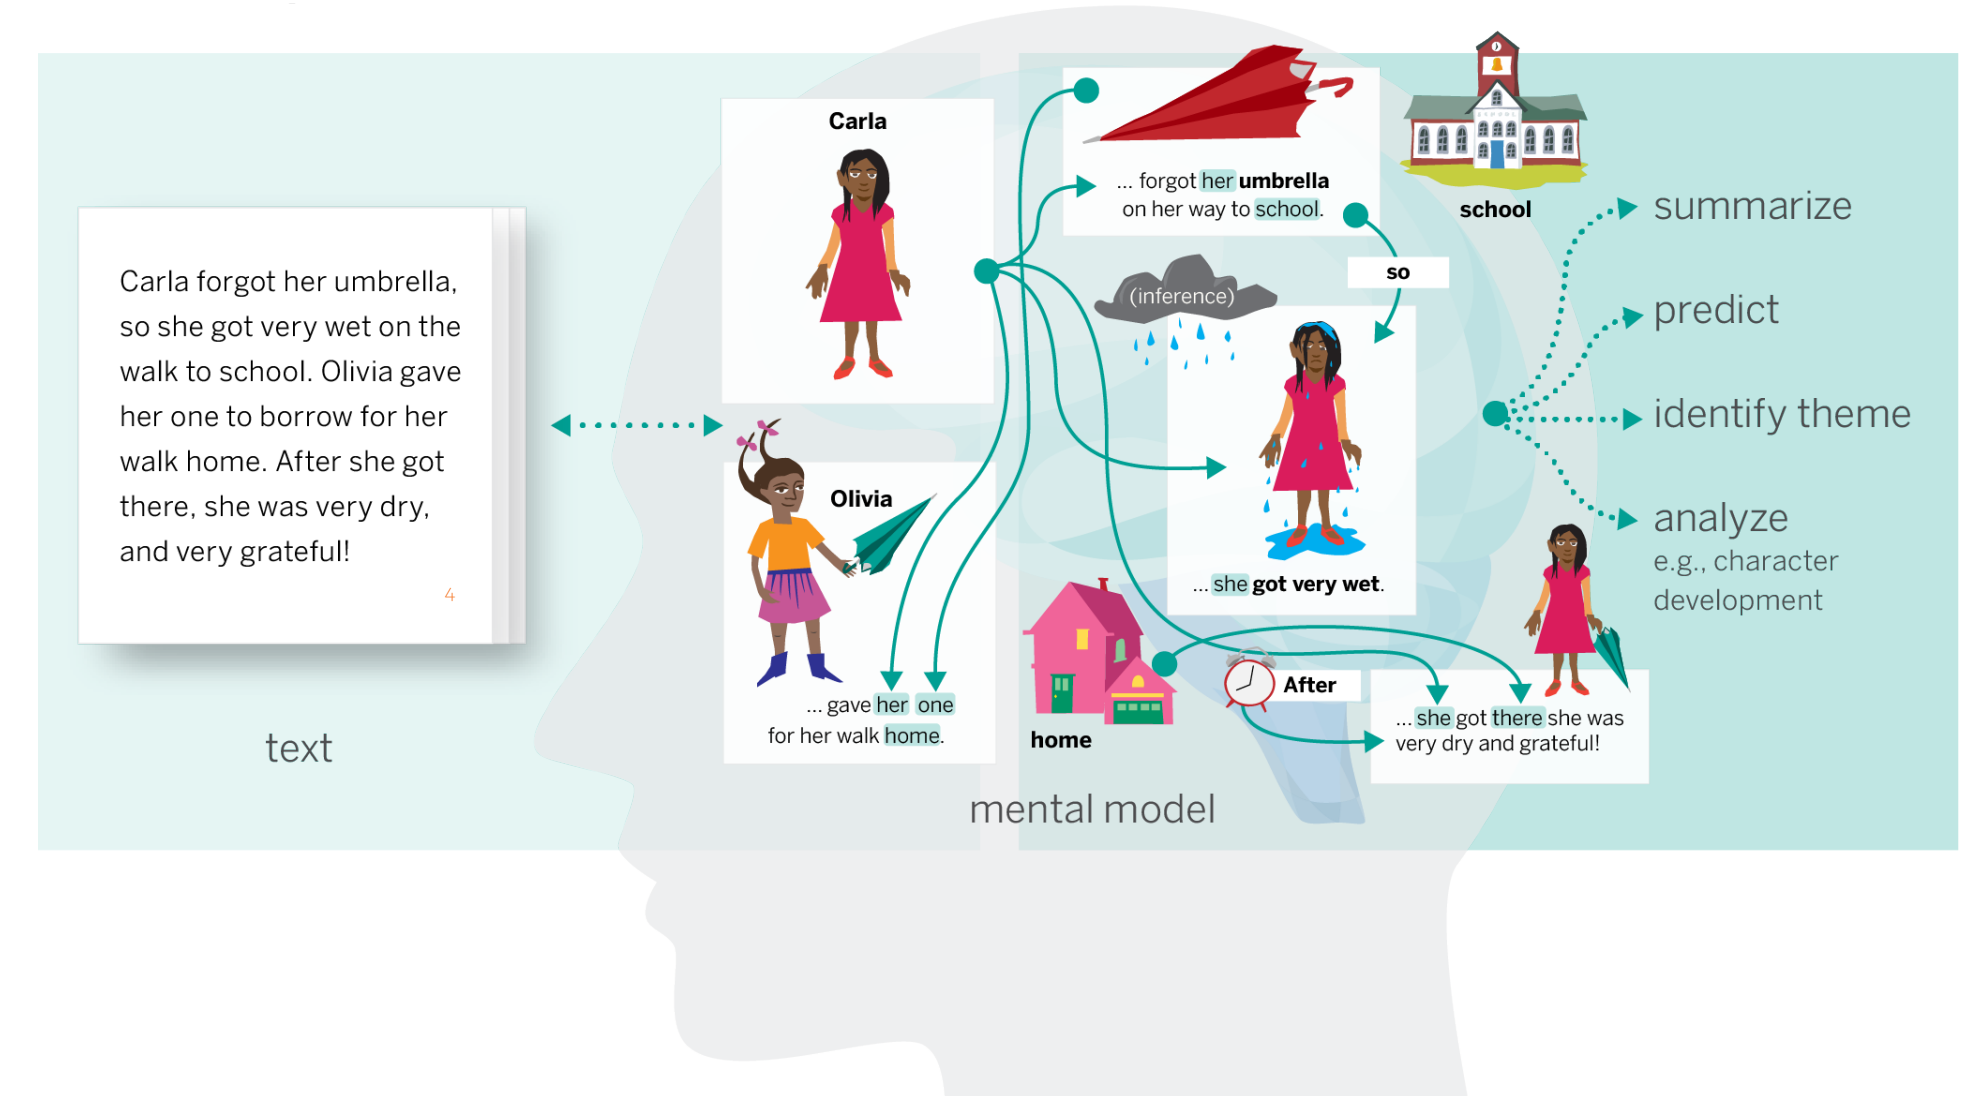 Carla forgot her umbrella,
so she got very wet on the
walk to school. Olivia gave
her one to borrow for her
walk home. After she got
there, she was very dry,
and very grateful!
4
text
Carla
Olivia
... gave her one
for her walk home.
... forgot her umbrella
on her way to school.
SCHOOL
school
so
(inference)
... she got very wet.
home
After
... she got there she was
very dry and grateful!
mental model
summarize
predict
identify theme
analyze
e.g., character
development